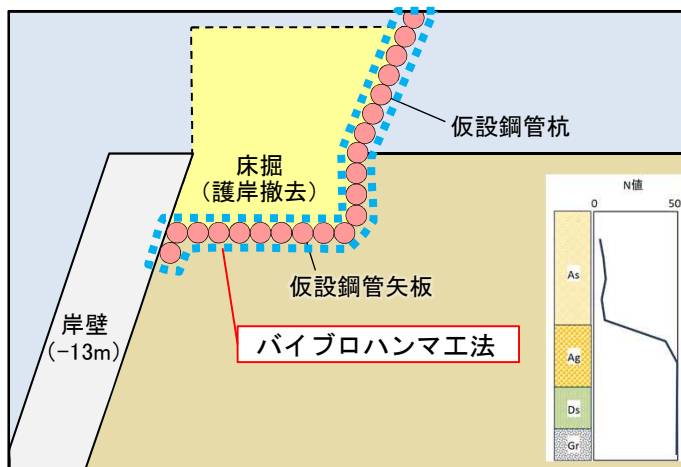 仮設鋼管杭
床掘
(護岸撤去)
仮設鋼管矢板
岸壁
(-13m)
バイブロハンマ工法
N値
0
50
As
Ag
Ds
Gr